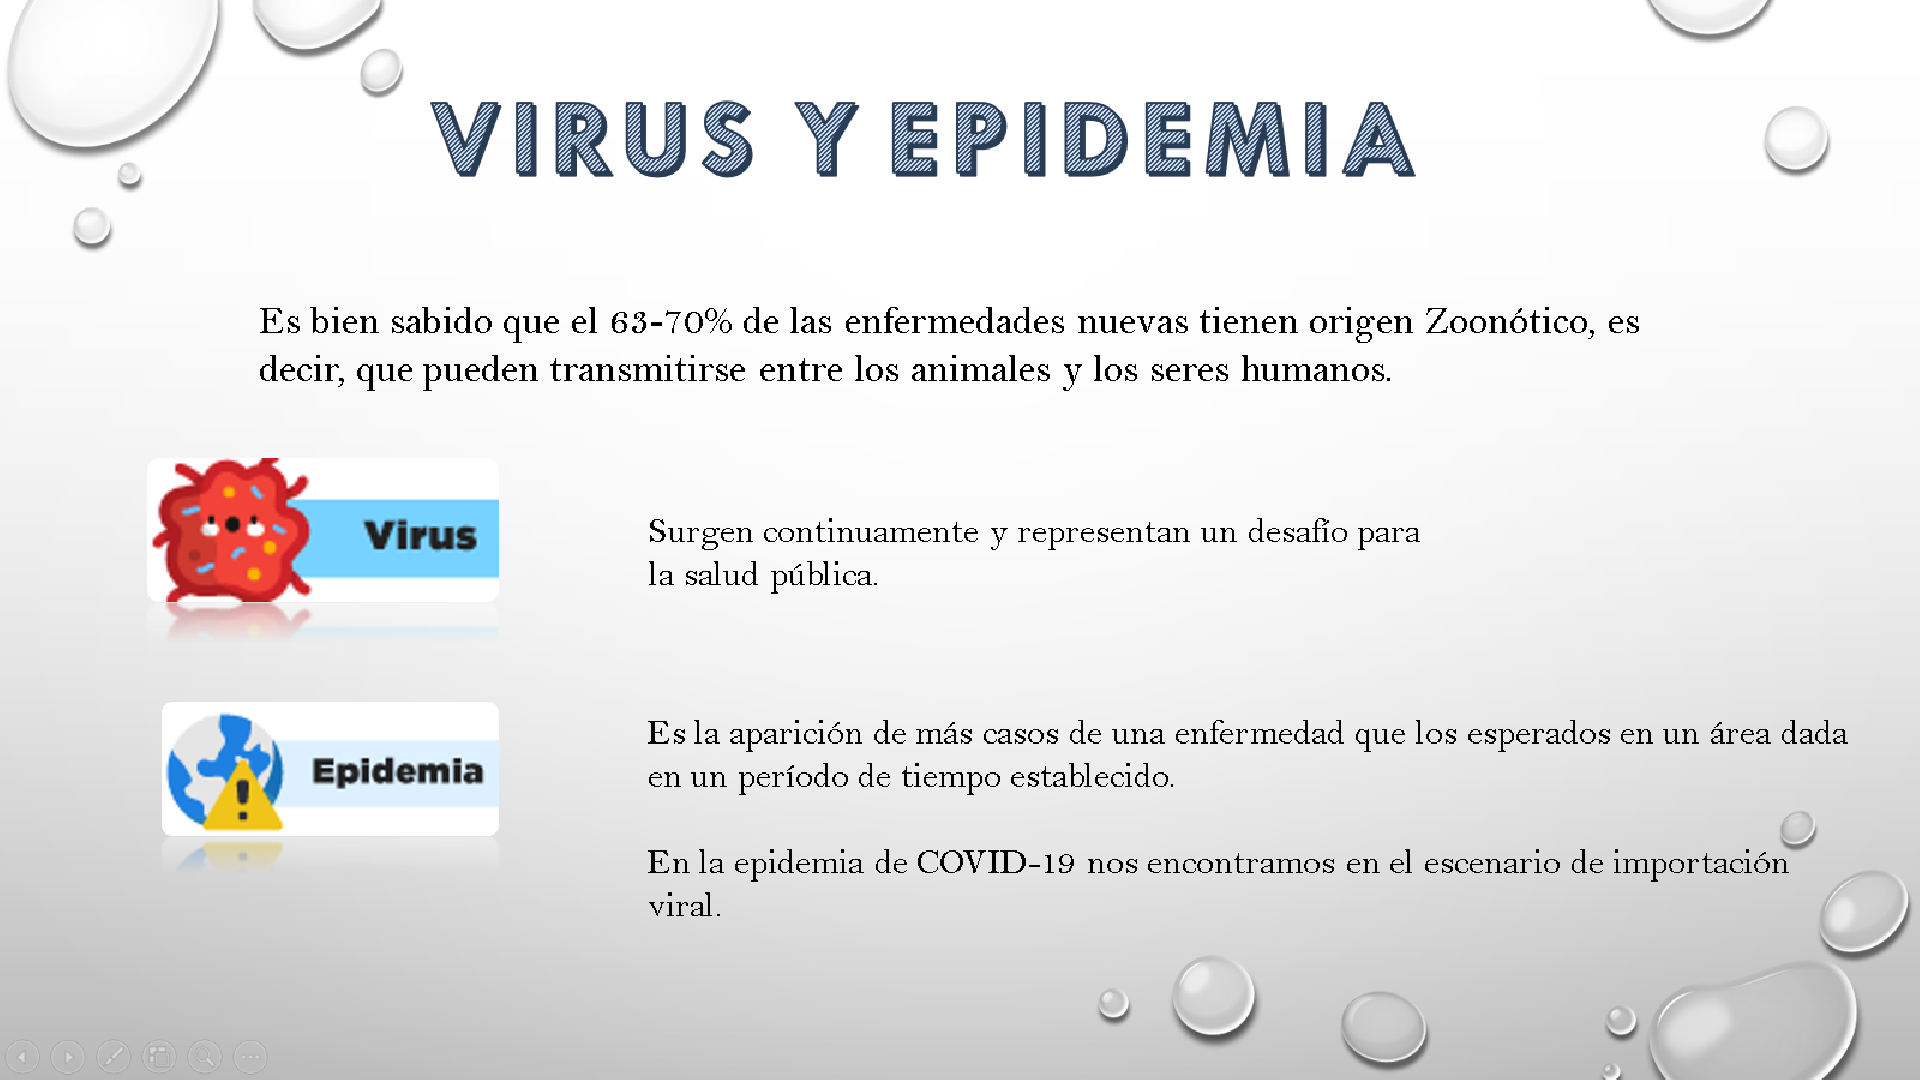 VIRUS Y EPIDEMIA
Es bien sabido que el 63-70% de las enfermedades nuevas tienen origen Zoonótico, es
decir, que pueden transmitirse entre los animales y los seres humanos.
Virus
Surgen continuamente y representan un desafío para
la salud pública.
Epidemia
Es la aparición de más casos de una enfermedad que los esperados en un área dada
en un período de tiempo establecido.
En la epidemia de COVID-19 nos encontramos en el escenario de importación
viral.